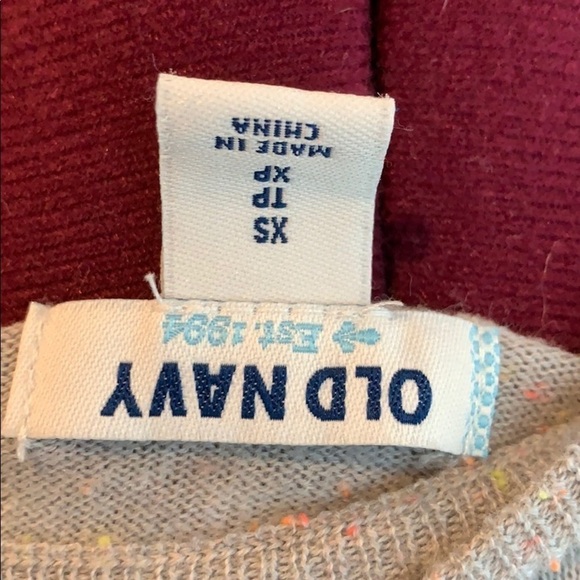 OLD NAVY
Est. 1994
XS
TP
XP
MADE IN
CHINA